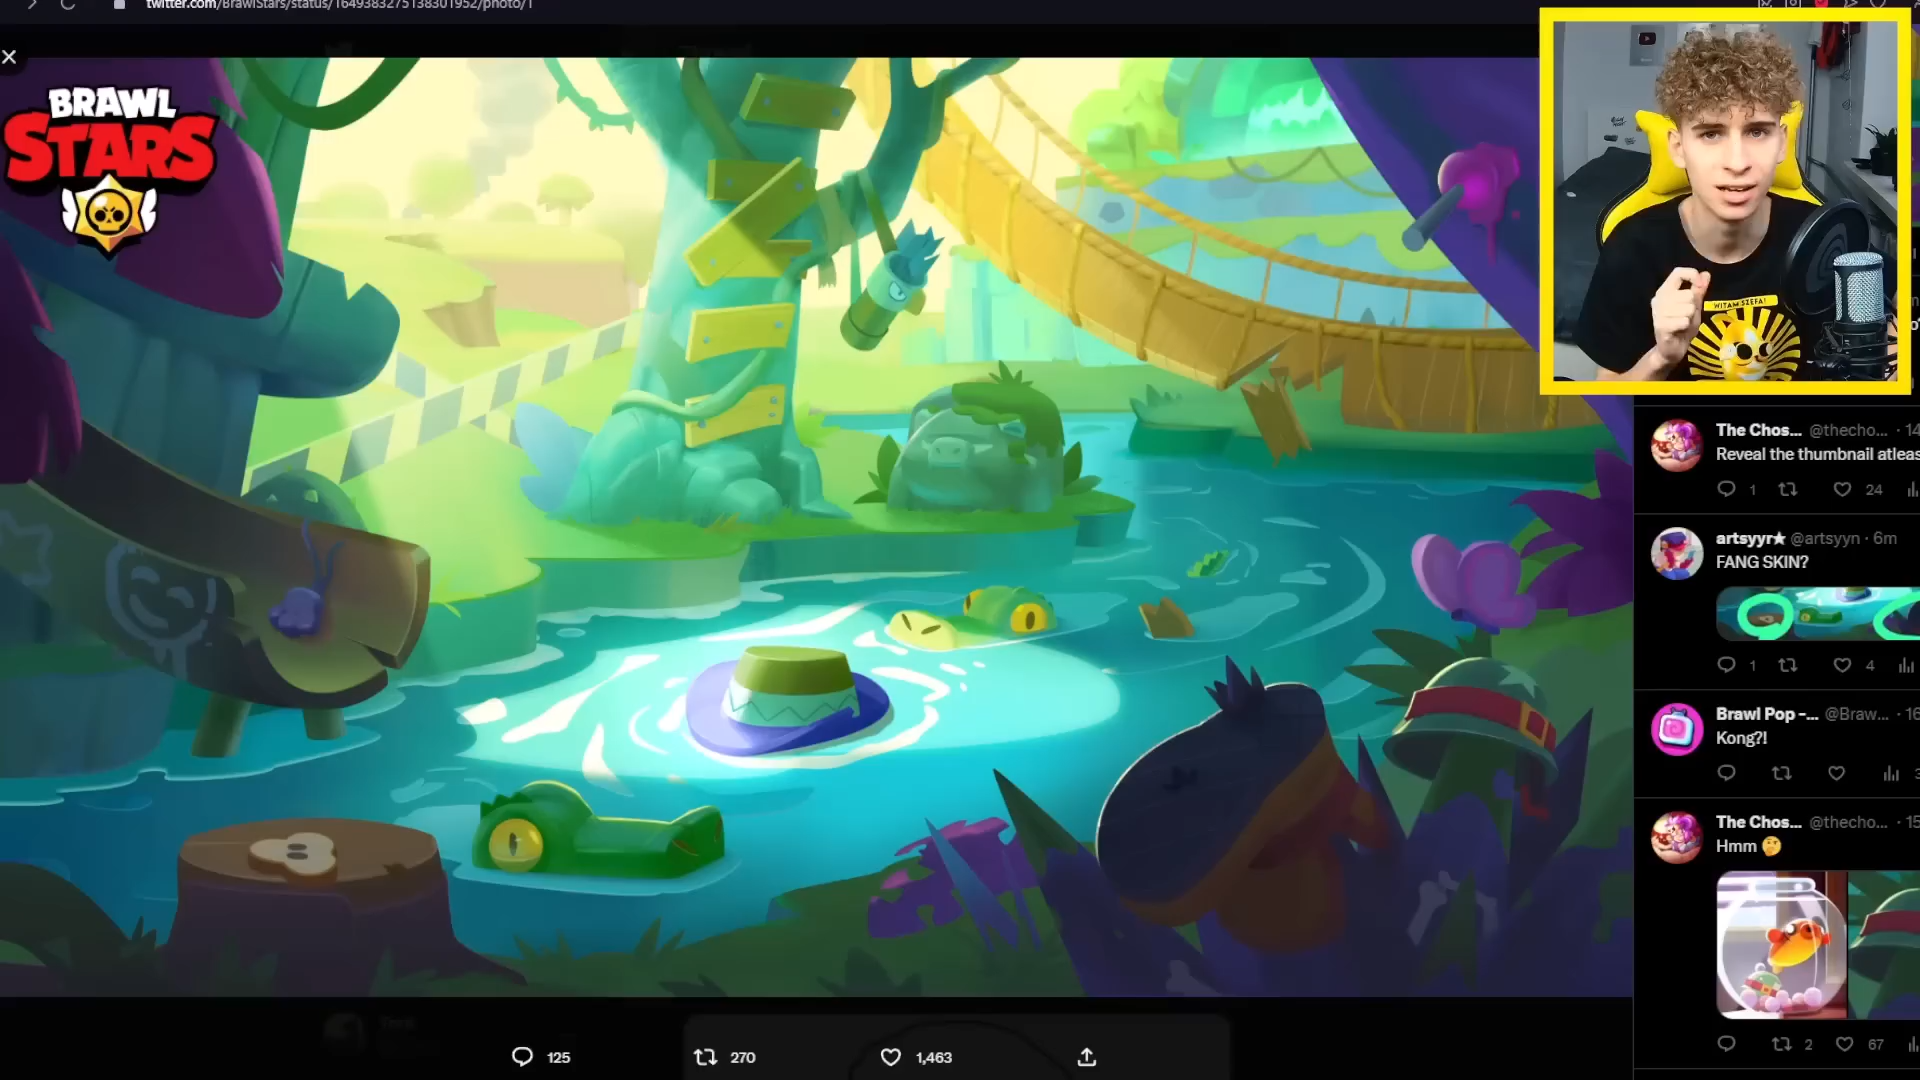 twitter.com/BrawlStars/status/1649383275138301952/photo/1
BRAWL
STARS
WITAM SZEFA!
The Chos... @thecho... · 14
Reveal the thumbnail atleas
1
24
artsyyr★ @artsyyn · 6m
FANG SKIN?
1
4
Brawl Pop -... @Braw... · 16
Kong?!
The Chos... @thecho... · 15
Hmm 🤔
2
67
125
270
1,463